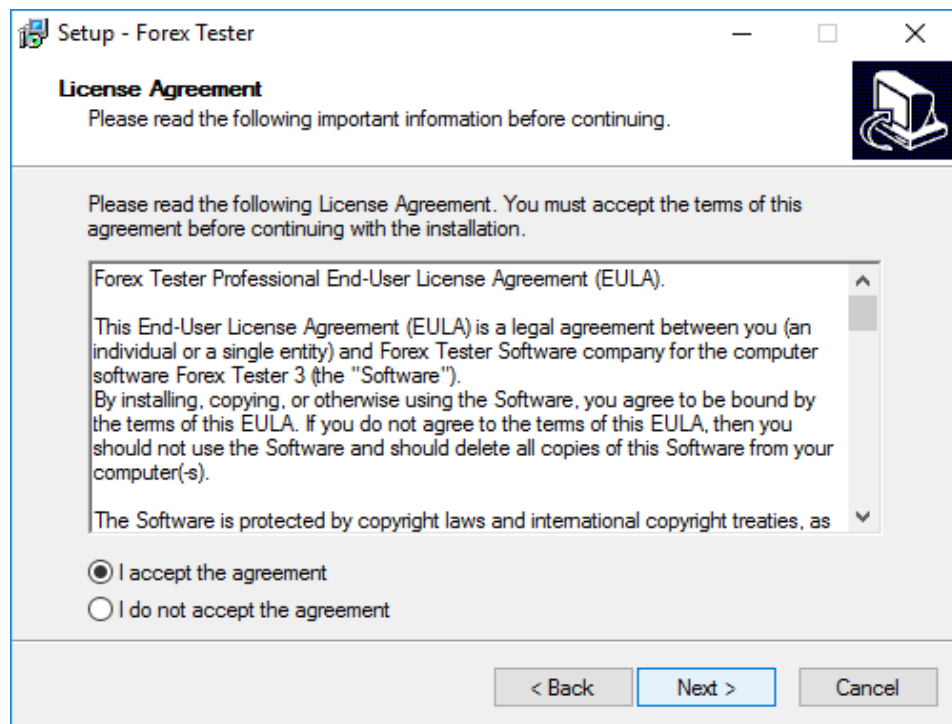 Setup - Forex Tester
License Agreement
Please read the following important information before continuing.
Please read the following License Agreement. You must accept the terms of this
agreement before continuing with the installation.
Forex Tester Professional End-User License Agreement (EULA).
This End-User License Agreement (EULA) is a legal agreement between you (an
individual or a single entity) and Forex Tester Software company for the computer
software Forex Tester 3 (the "Software").
By installing, copying, or otherwise using the Software, you agree to be bound by
the terms of this EULA. If you do not agree to the terms of this EULA, then you
should not use the Software and should delete all copies of this Software from your
computer(-s).
The Software is protected by copyright laws and international copyright treaties, as
I accept the agreement
I do not accept the agreement
< Back Next > Cancel